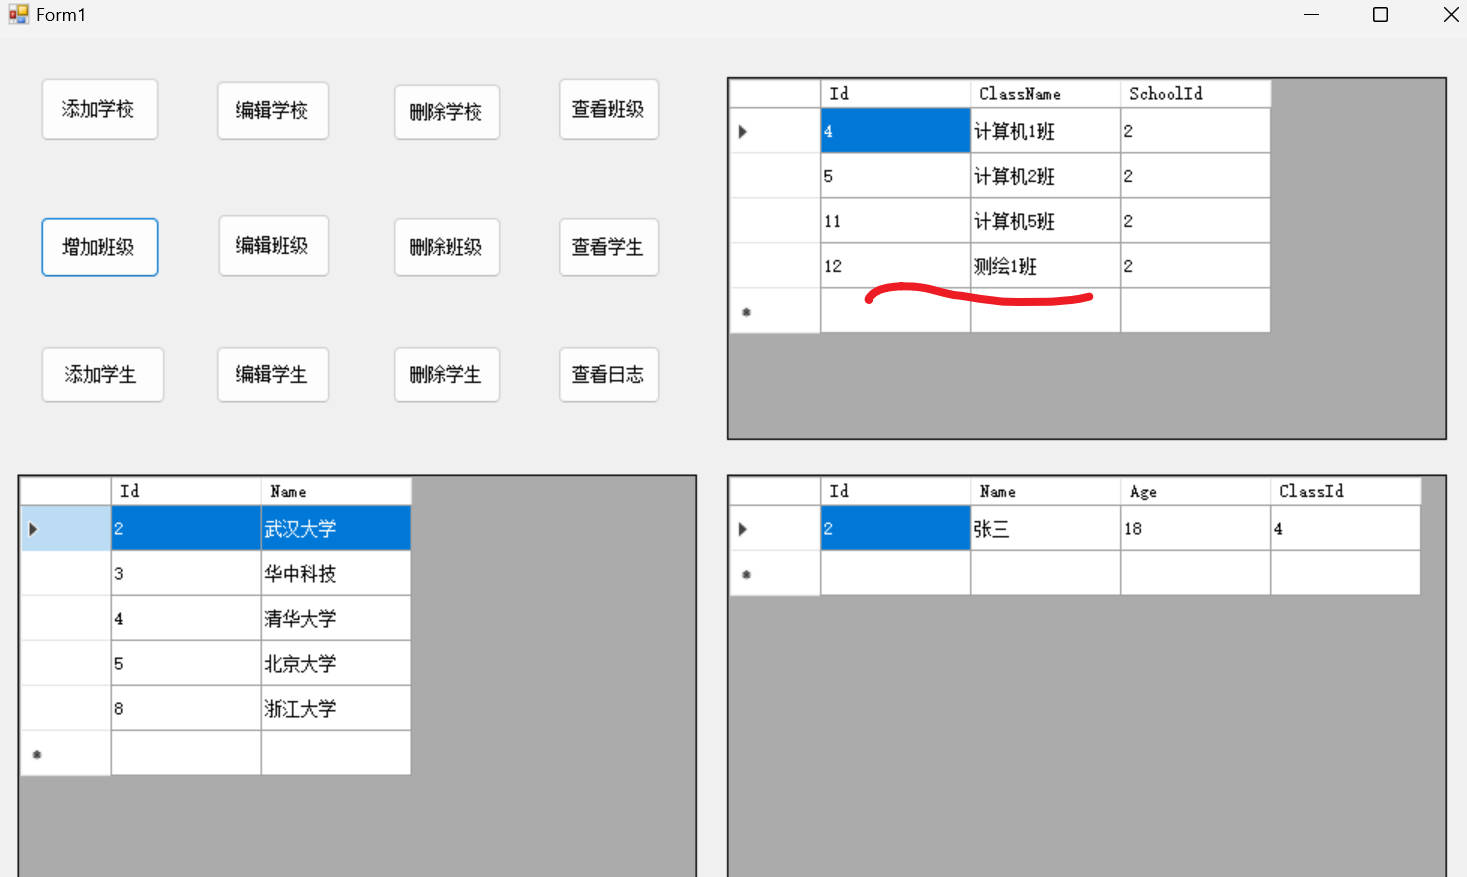 Form1
添加学校 编辑学校 删除学校 查看班级
增加班级 编辑班级 删除班级 查看学生
添加学生 编辑学生 删除学生 查看日志
Id ClassName SchoolId
4 计算机1班 2
5 计算机2班 2
11 计算机5班 2
12 测绘1班 2
Id Name
2 武汉大学
3 华中科技
4 清华大学
5 北京大学
8 浙江大学
Id Name Age ClassId
2 张三 18 4